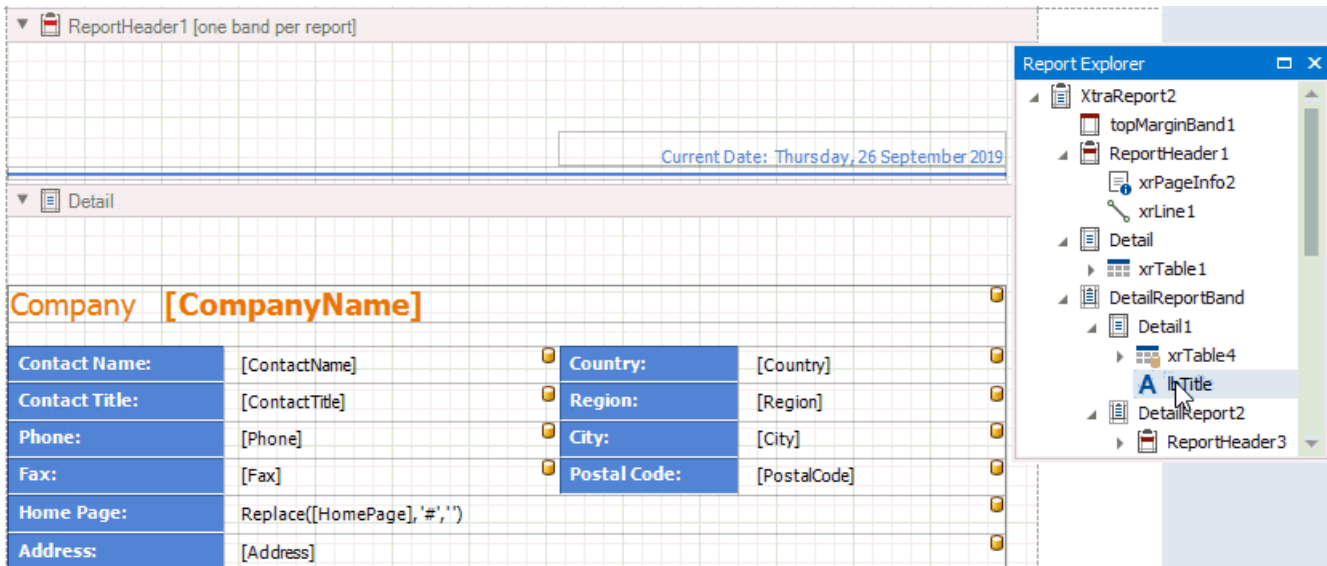 ReportHeader1 [one band per report]
Current Date: Thursday, 26 September 2019
Detail
Company [CompanyName]
Contact Name: [ContactName] Country: [Country]
Contact Title: [ContactTitle] Region: [Region]
Phone: [Phone] City: [City]
Fax: [Fax] Postal Code: [PostalCode]
Home Page: Replace([HomePage],'#','')
Address: [Address]
Report Explorer
XtraReport2
topMarginBand1
ReportHeader1
xrPageInfo2
xrLine1
Detail
xrTable1
DetailReportBand
Detail1
xrTable4
DetailReport2
ReportHeader3